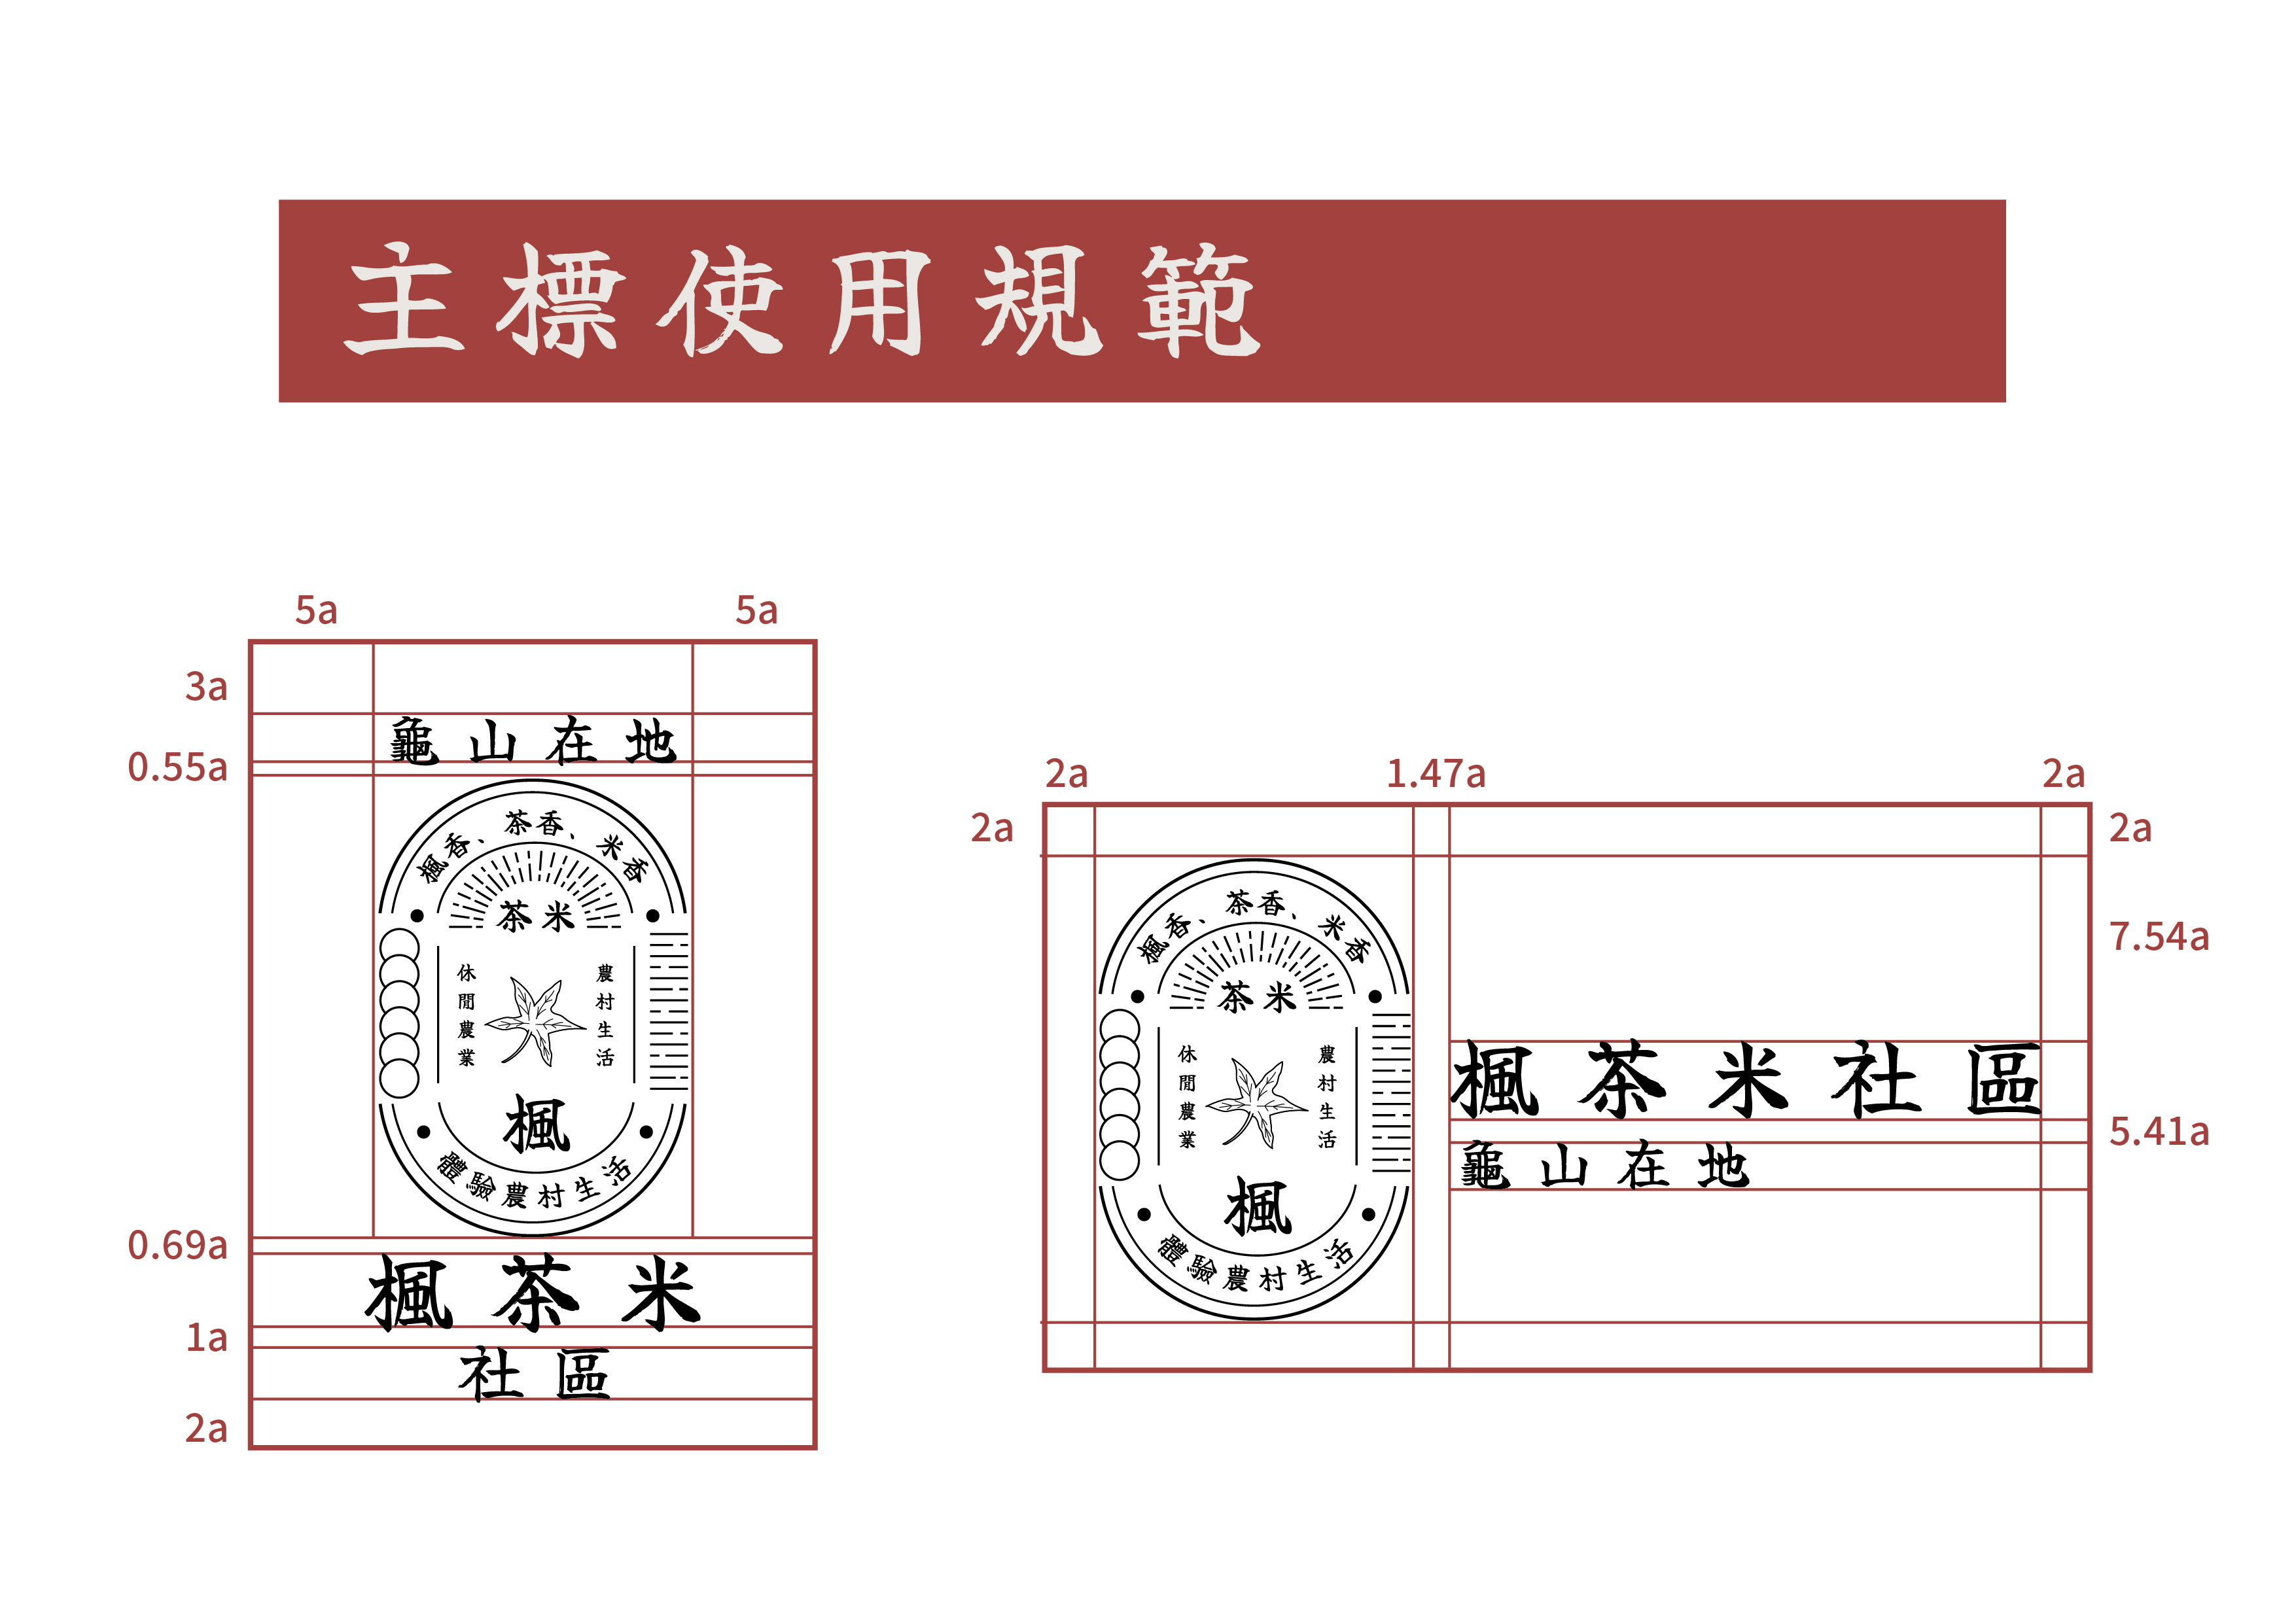 主標使用規範
5a 5a
3a
龜山在地
0.55a
楓香、茶香、米香
茶米
休閒農業
農村生活
楓
體驗農村生活
0.69a
楓茶米
1a
社區
2a
2a 1.47a 2a
2a 2a
楓香、茶香、米香
茶米
休閒農業
農村生活
楓
體驗農村生活
7.54a
楓茶米社區
5.41a
龜山在地